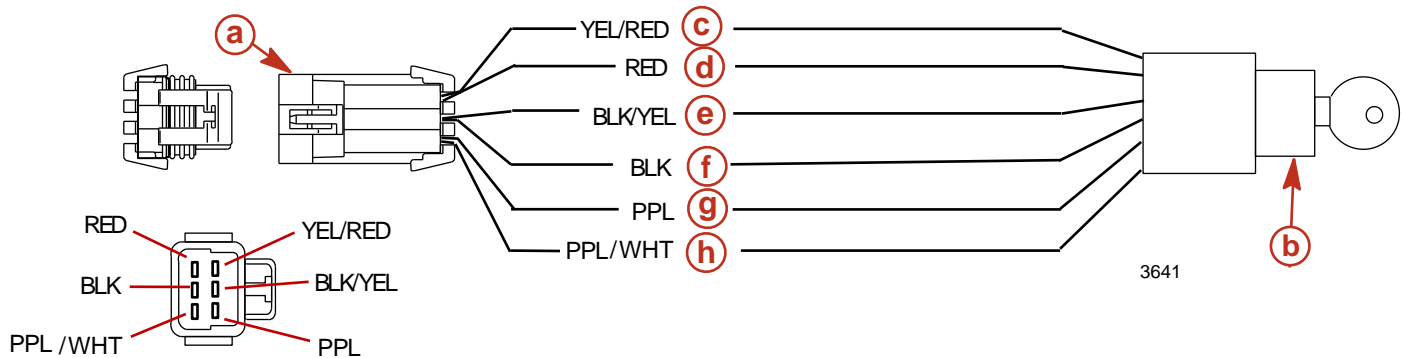 a
YEL/RED c
RED d
BLK/YEL e
BLK f
PPL g
PPL/WHT h
b
3641
RED
YEL/RED
BLK
BLK/YEL
PPL /WHT
PPL